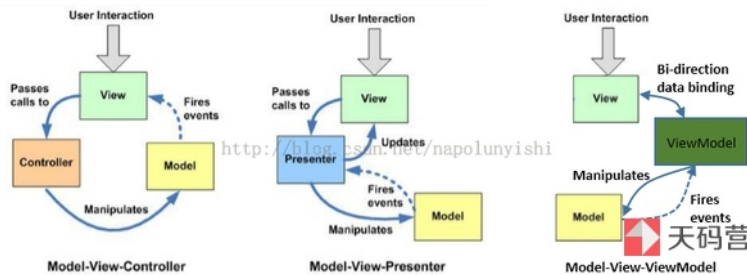 User Interaction
Passes
calls to
View
Fires
events
Controller
Model
Manipulates
Model-View-Controller
User Interaction
Passes
calls to
View
Updates
Presenter
Fires
events
Manipulates
Model
Model-View-Presenter
http://blog.csdn.net/napolunyishi
User Interaction
View
Bi-direction
data binding
ViewModel
Manipulates
Fires
events
Model
天码营
Model-View-ViewModel